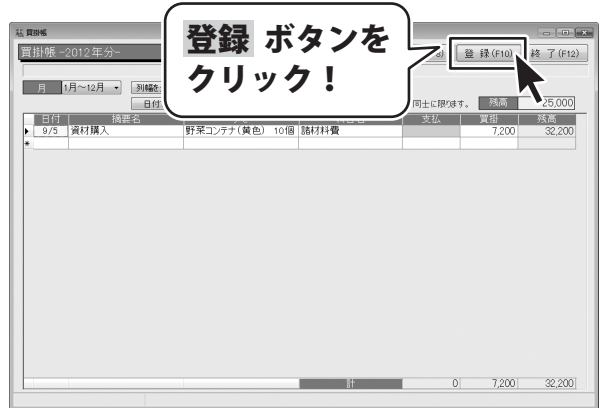 買掛帳
登録 ボタンを
クリック！
買掛帳 -2012年分-
登 録(F10) 終 了(F12)
月 1月～12月
列幅を
日付
同士に限ります。 残高 25,000
日付 摘要名 支払 買掛 残高
9/5 資材購入 野菜コンテナ(黄色) 10個 諸材料費 7,200 32,200
計 0 7,200 32,200